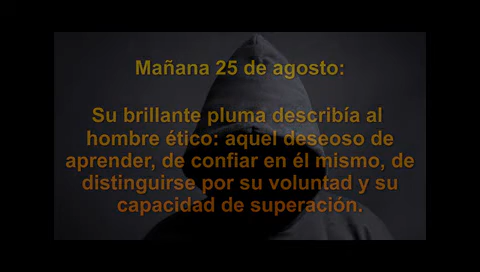 Mañana 25 de agosto:
Su brillante pluma describía al
hombre ético: aquel deseoso de
aprender, de confiar en él mismo, de
distinguirse por su voluntad y su
capacidad de superación.